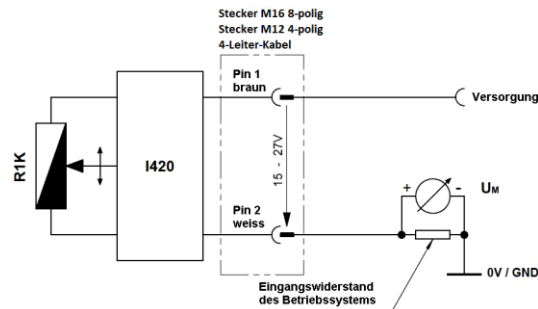 Stecker M16 8-polig
Stecker M12 4-polig
4-Leiter-Kabel
Pin 1
braun
Versorgung
R1K
I420
15 - 27V
+
-
UM
Pin 2
weiss
0V / GND
Eingangswiderstand
des Betriebssystems